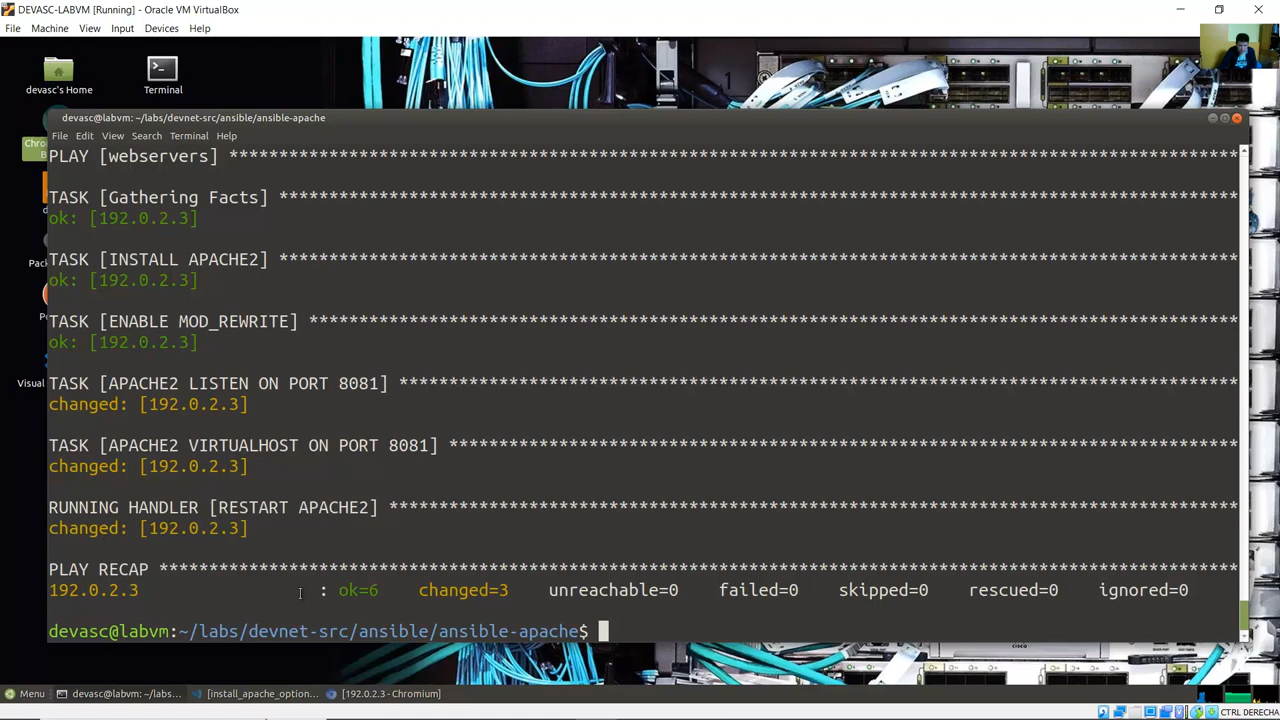 DEVASC-LABVM [Running] - Oracle VM VirtualBox
File Machine View Input Devices Help
devasc's Home
Terminal
devasc@labvm: ~/labs/devnet-src/ansible/ansible-apache
File Edit View Search Terminal Help
PLAY [webservers] ***********************************************************************************************
TASK [Gathering Facts] ************************************************************************************************
ok: [192.0.2.3]
TASK [INSTALL APACHE2] ************************************************************************************************
ok: [192.0.2.3]
TASK [ENABLE MOD_REWRITE] *********************************************************************************************
ok: [192.0.2.3]
TASK [APACHE2 LISTEN ON PORT 8081] ************************************************************************************
changed: [192.0.2.3]
TASK [APACHE2 VIRTUALHOST ON PORT 8081] *******************************************************************************
changed: [192.0.2.3]
RUNNING HANDLER [RESTART APACHE2] *************************************************************************************
changed: [192.0.2.3]
PLAY RECAP ************************************************************************************************************
192.0.2.3 : ok=6 changed=3 unreachable=0 failed=0 skipped=0 rescued=0 ignored=0
devasc@labvm:~/labs/devnet-src/ansible/ansible-apache$
Chro
Pack
Visual
Menu
devasc@labvm: ~/labs...
[install_apache_option...
[192.0.2.3 - Chromium]
CTRL DERECHA